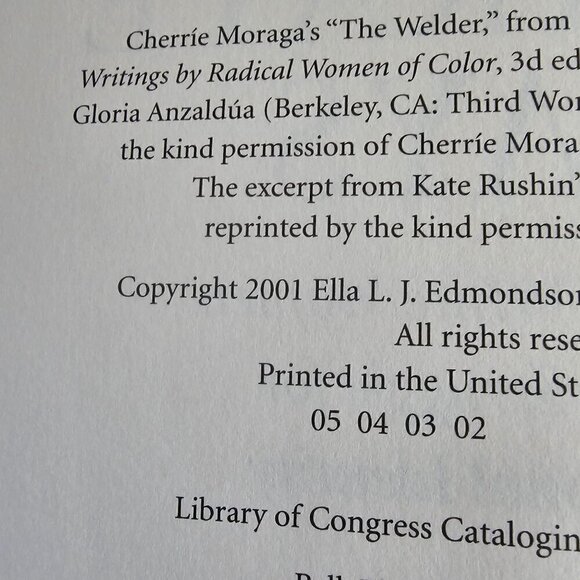 Cherríe Moraga's "The Welder," from
Writings by Radical Women of Color, 3d ed
Gloria Anzaldúa (Berkeley, CA: Third Wo
the kind permission of Cherríe Mora
The excerpt from Kate Rushin'
reprinted by the kind permiss
Copyright 2001 Ella L. J. Edmondson
All rights rese
Printed in the United St
05 04 03 02
Library of Congress Catalogin